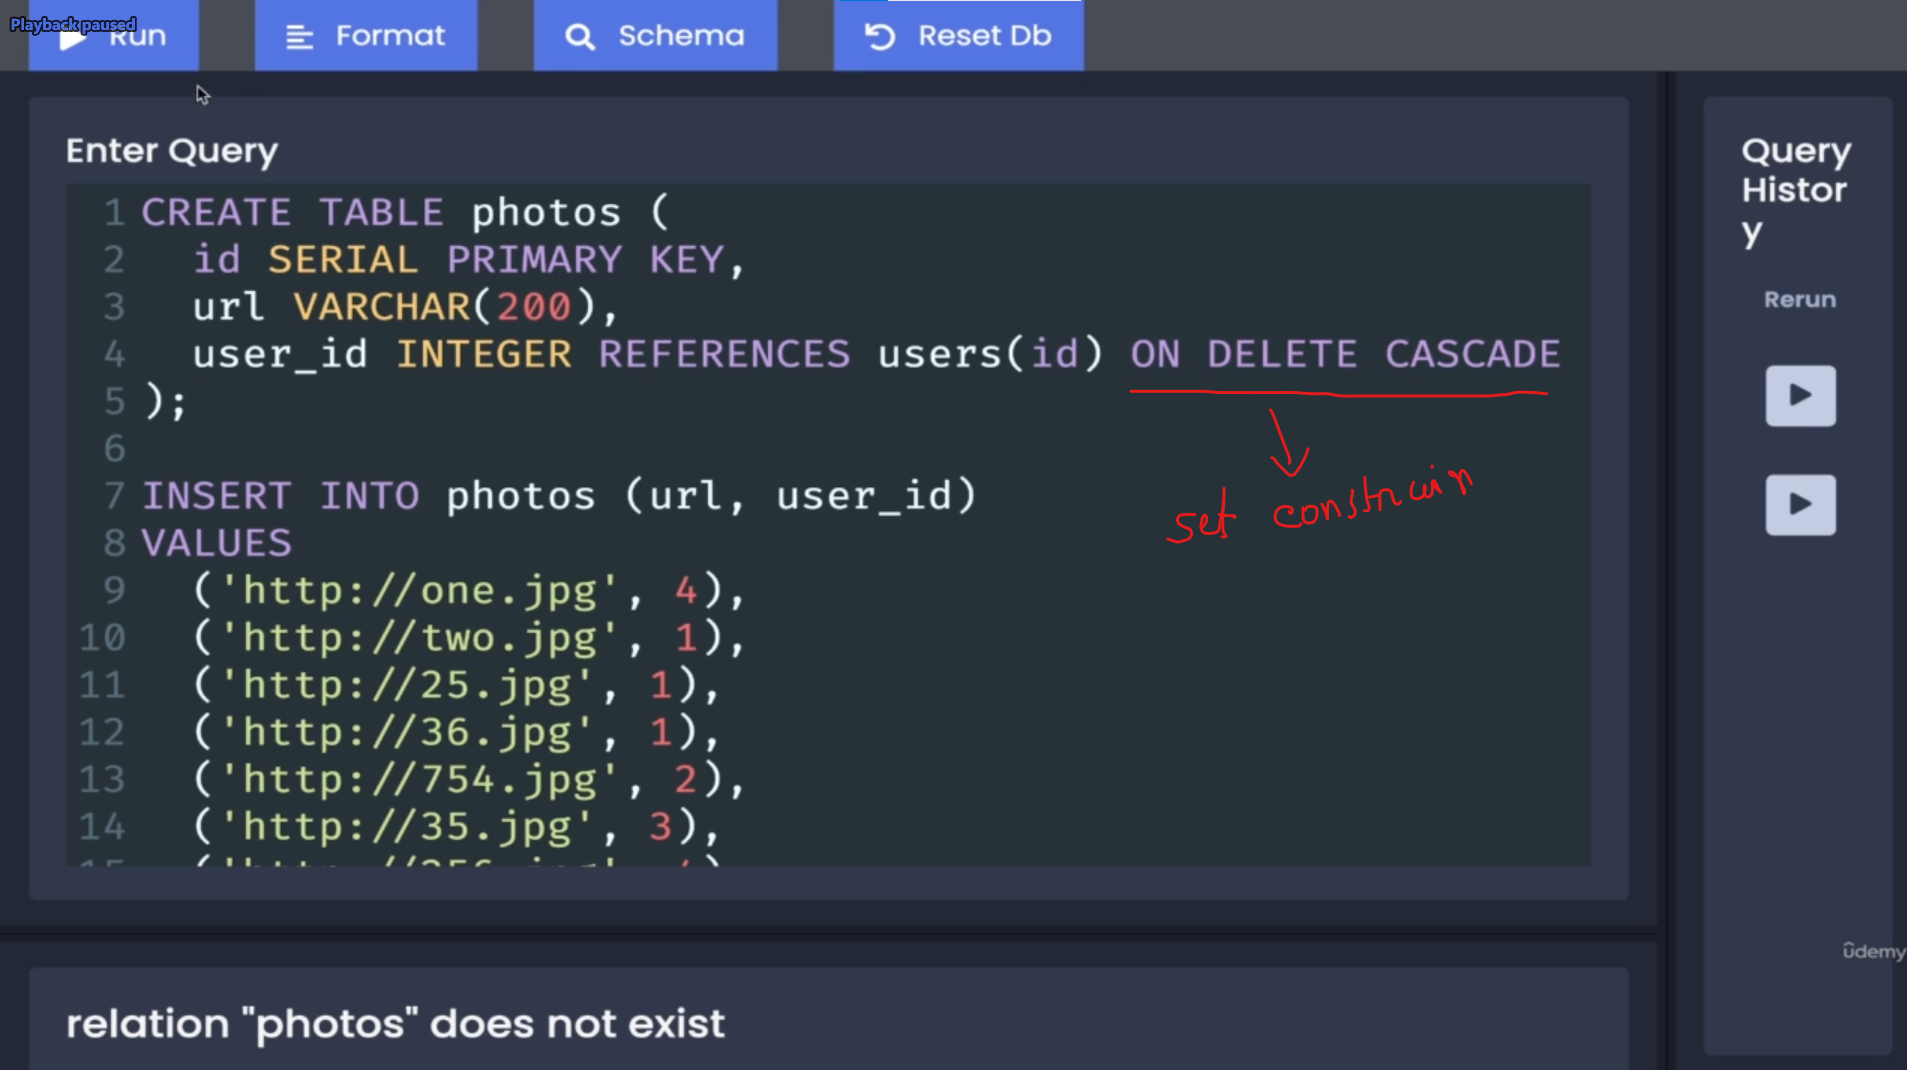 Playback paused
Run
Format
Schema
Reset Db
Enter Query
1 CREATE TABLE photos (
2 id SERIAL PRIMARY KEY,
3 url VARCHAR(200),
4 user_id INTEGER REFERENCES users(id) ON DELETE CASCADE
5 );
6
set constrain
7 INSERT INTO photos (url, user_id)
8 VALUES
9 ('http://one.jpg', 4),
10 ('http://two.jpg', 1),
11 ('http://25.jpg', 1),
12 ('http://36.jpg', 1),
13 ('http://754.jpg', 2),
14 ('http://35.jpg', 3),
relation "photos" does not exist
Query
Histor
y
Rerun
ûdemy